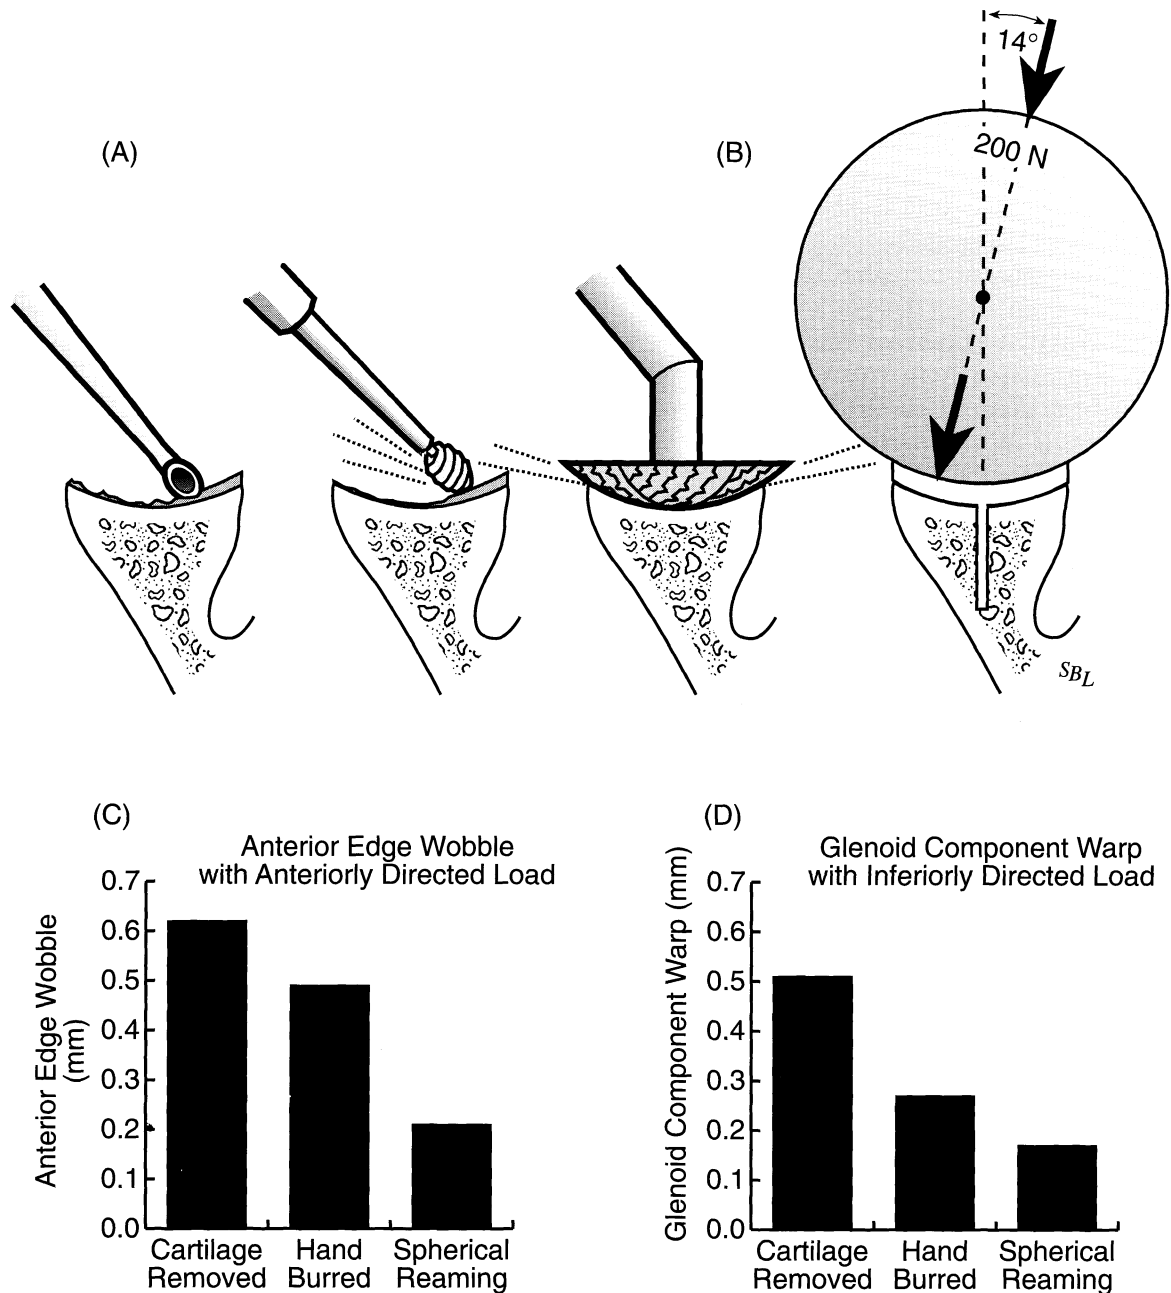 14°
(A)
(B)
200 N
SBL
(C)
Anterior Edge Wobble
with Anteriorly Directed Load
Anterior Edge Wobble
(mm)
0.7
0.6
0.5
0.4
0.3
0.2
0.1
0.0
Cartilage
Removed
Hand
Burred
Spherical
Reaming
(D)
Glenoid Component Warp
with Inferiorly Directed Load
Glenoid Component Warp (mm)
0.7
0.6
0.5
0.4
0.3
0.2
0.1
0.0
Cartilage
Removed
Hand
Burred
Spherical
Reaming